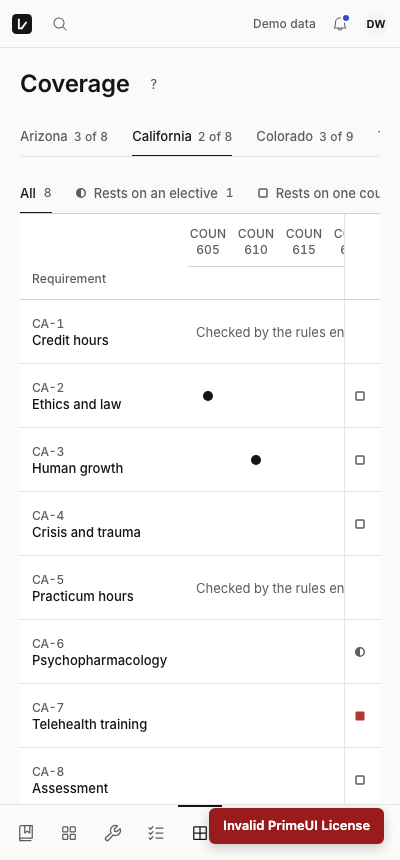 Demo data
DW
Coverage
?
Arizona 3 of 8 California 2 of 8 Colorado 3 of 9
All 8 Rests on an elective 1 Rests on one cou
COUN COUN COUN
605 610 615
Requirement
CA-1
Credit hours
Checked by the rules en
CA-2
Ethics and law
CA-3
Human growth
CA-4
Crisis and trauma
CA-5
Practicum hours
Checked by the rules en
CA-6
Psychopharmacology
CA-7
Telehealth training
CA-8
Assessment
Invalid PrimeUI License